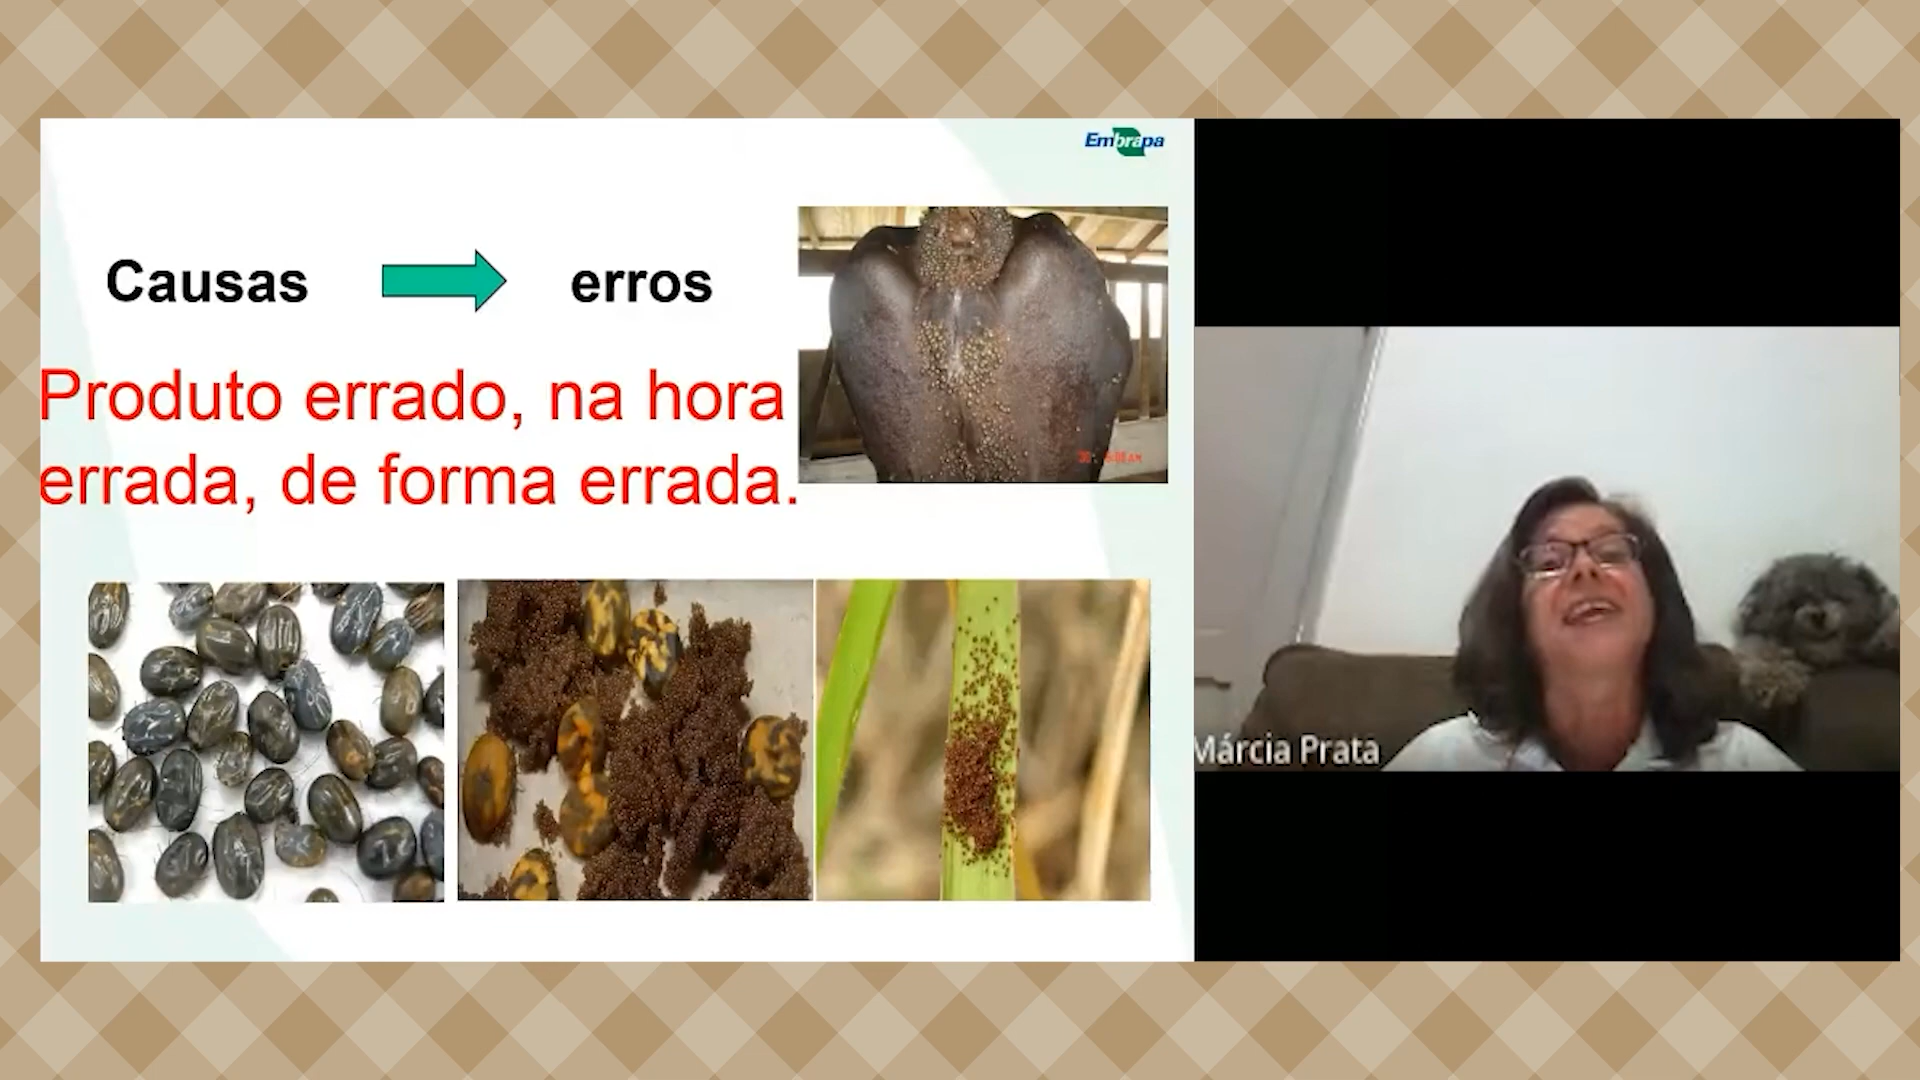 Embrapa
Causas erros
Produto errado, na hora
errada, de forma errada.
Márcia Prata